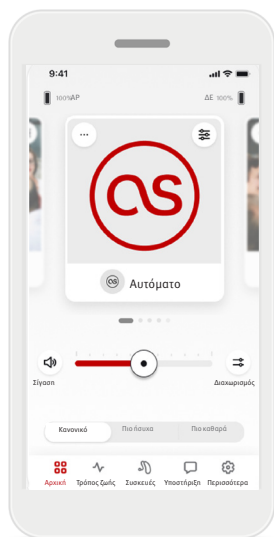 9:41
100% ΑΡ
ΔΕ 100%
Αυτόματο
Σίγαση
Διαχωρισμός
Κανονικό Πιο ήσυχα Πιο καθαρά
Αρχική Τρόπος ζωής Συσκευές Υποστήριξη Περισσότερα